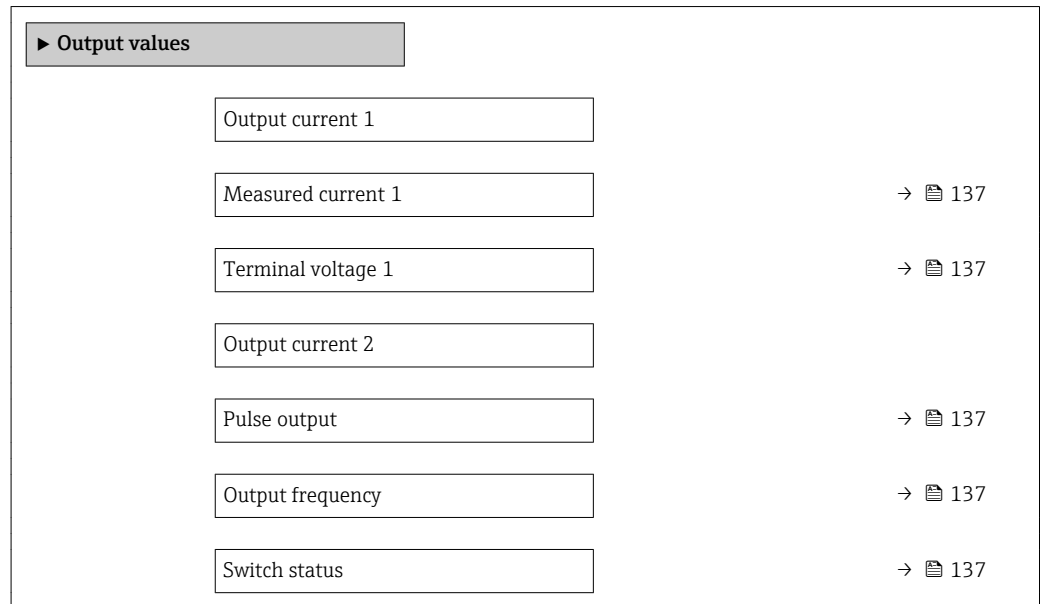 ▶ Output values
Output current 1
Measured current 1 → 137
Terminal voltage 1 → 137
Output current 2
Pulse output → 137
Output frequency → 137
Switch status → 137